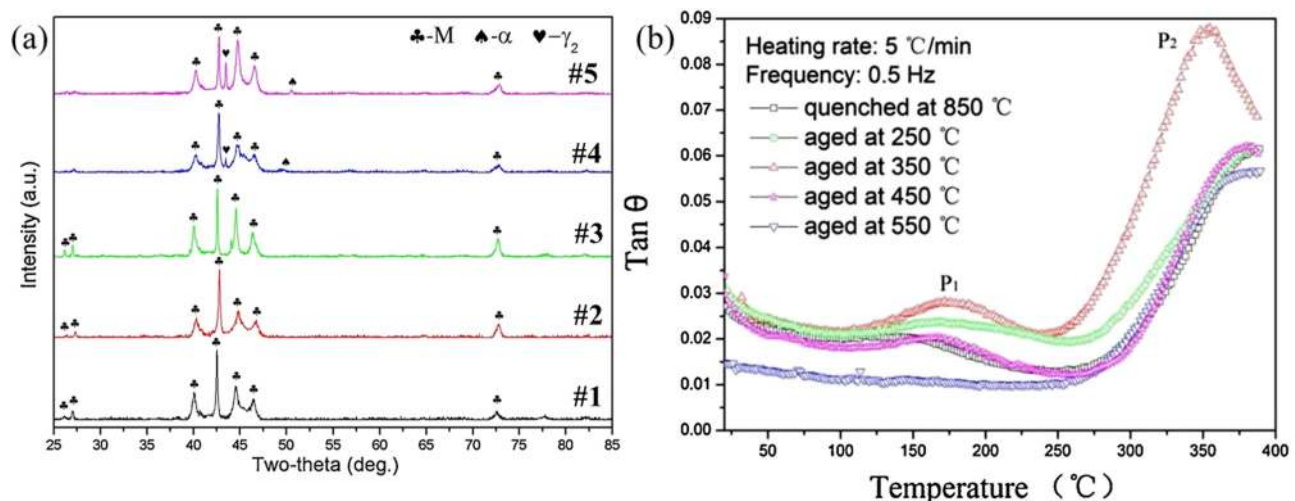 (a)
♣-M ♠-α ♥-γ₂
#5
#4
#3
#2
#1
Intensity (a.u.)
25 30 35 40 45 50 55 60 65 70 75 80 85
Two-theta (deg.)
(b)
Heating rate: 5 ℃/min
Frequency: 0.5 Hz
quenched at 850 ℃
aged at 250 ℃
aged at 350 ℃
aged at 450 ℃
aged at 550 ℃
P₂
P₁
Tan θ
0.09
0.08
0.07
0.06
0.05
0.04
0.03
0.02
0.01
0.00
50 100 150 200 250 300 350 400
Temperature （℃）